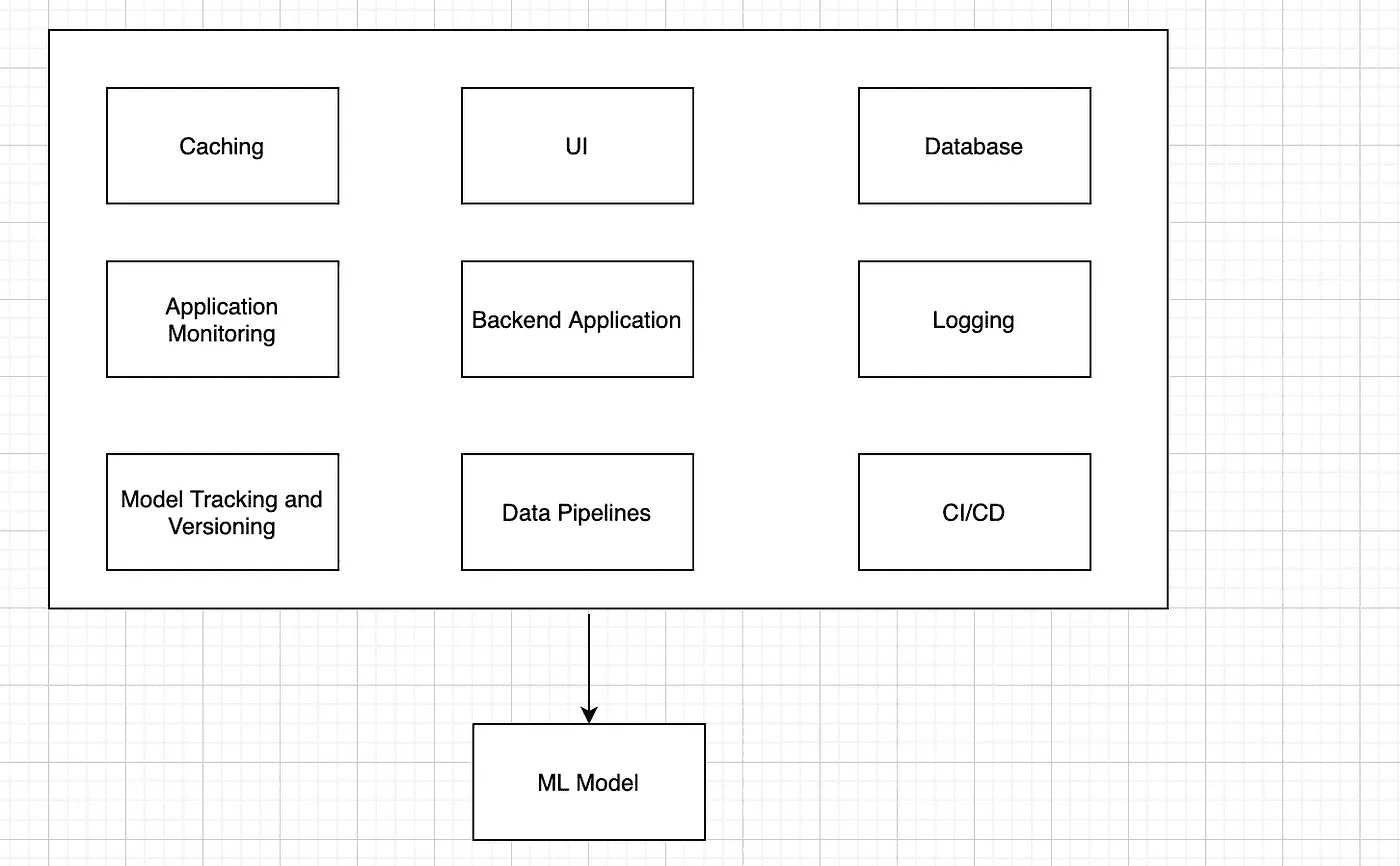 Caching
UI
Database
Application
Monitoring
Backend Application
Logging
Model Tracking and
Versioning
Data Pipelines
CI/CD
ML Model